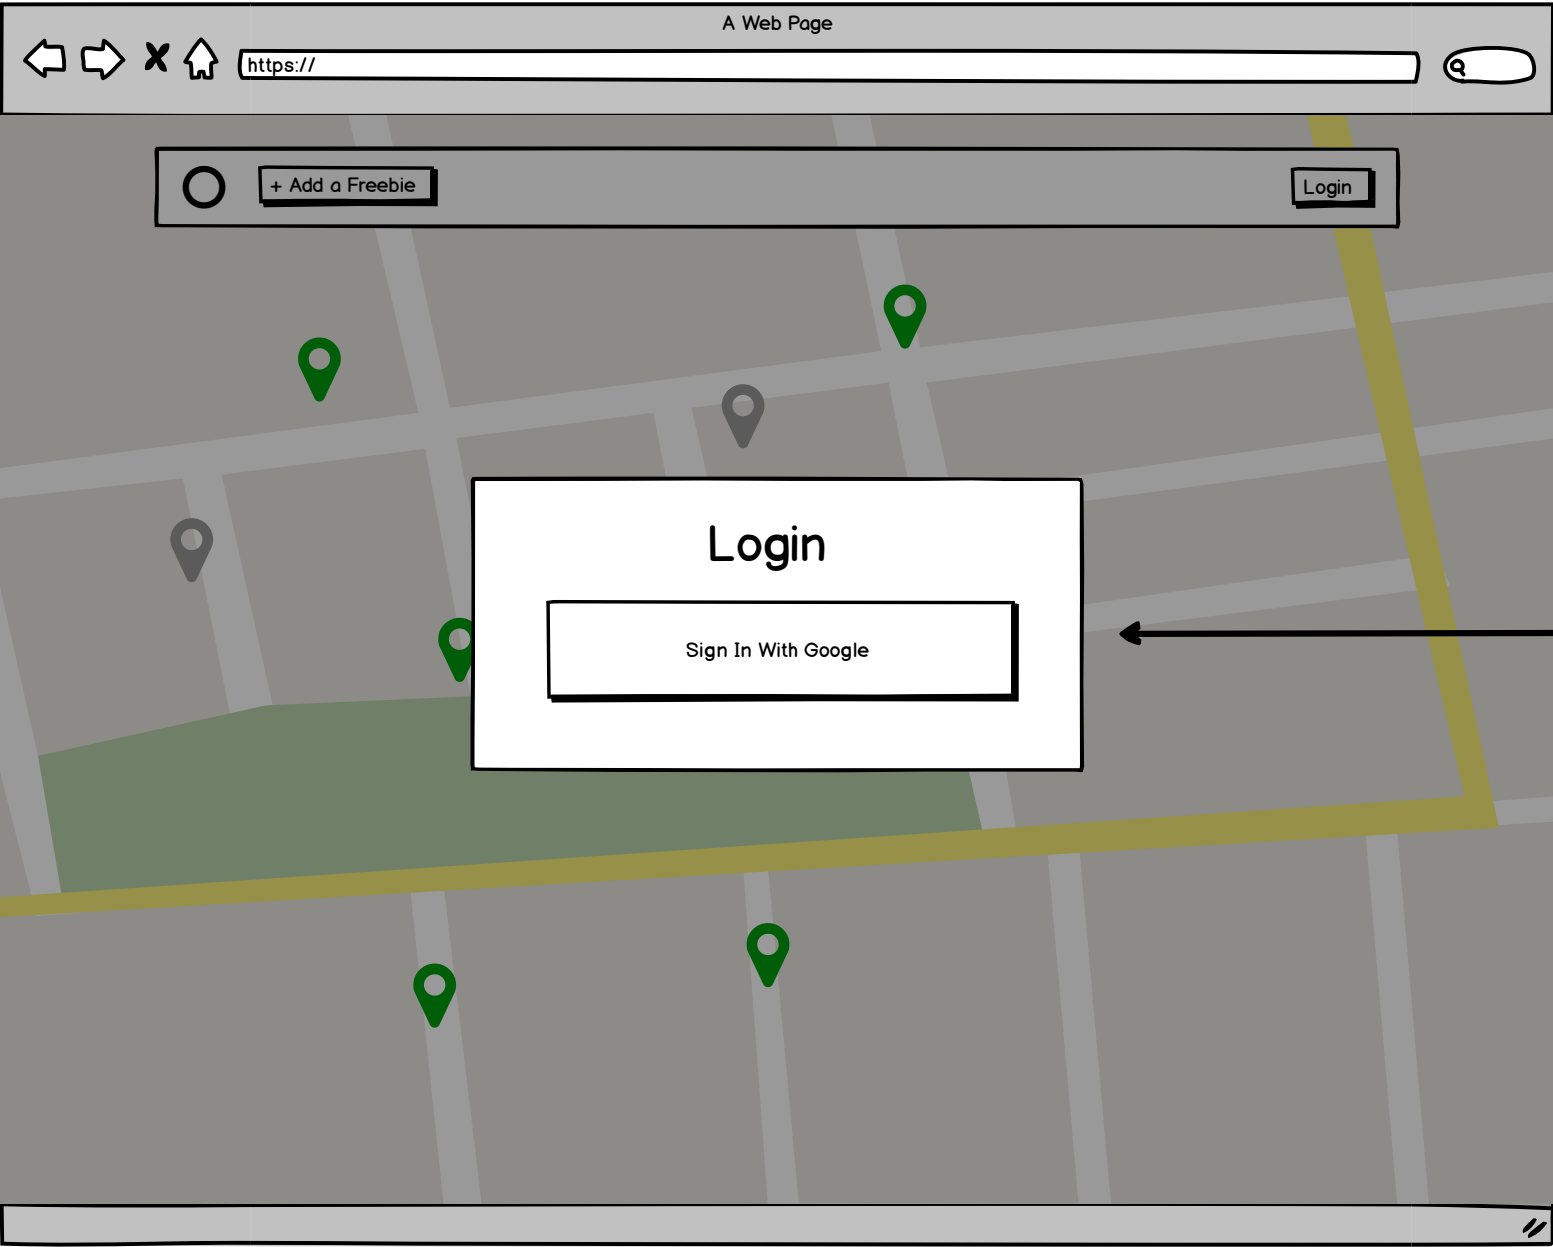 A Web Page
https://
+ Add a Freebie
Login
Login
Sign In With Google